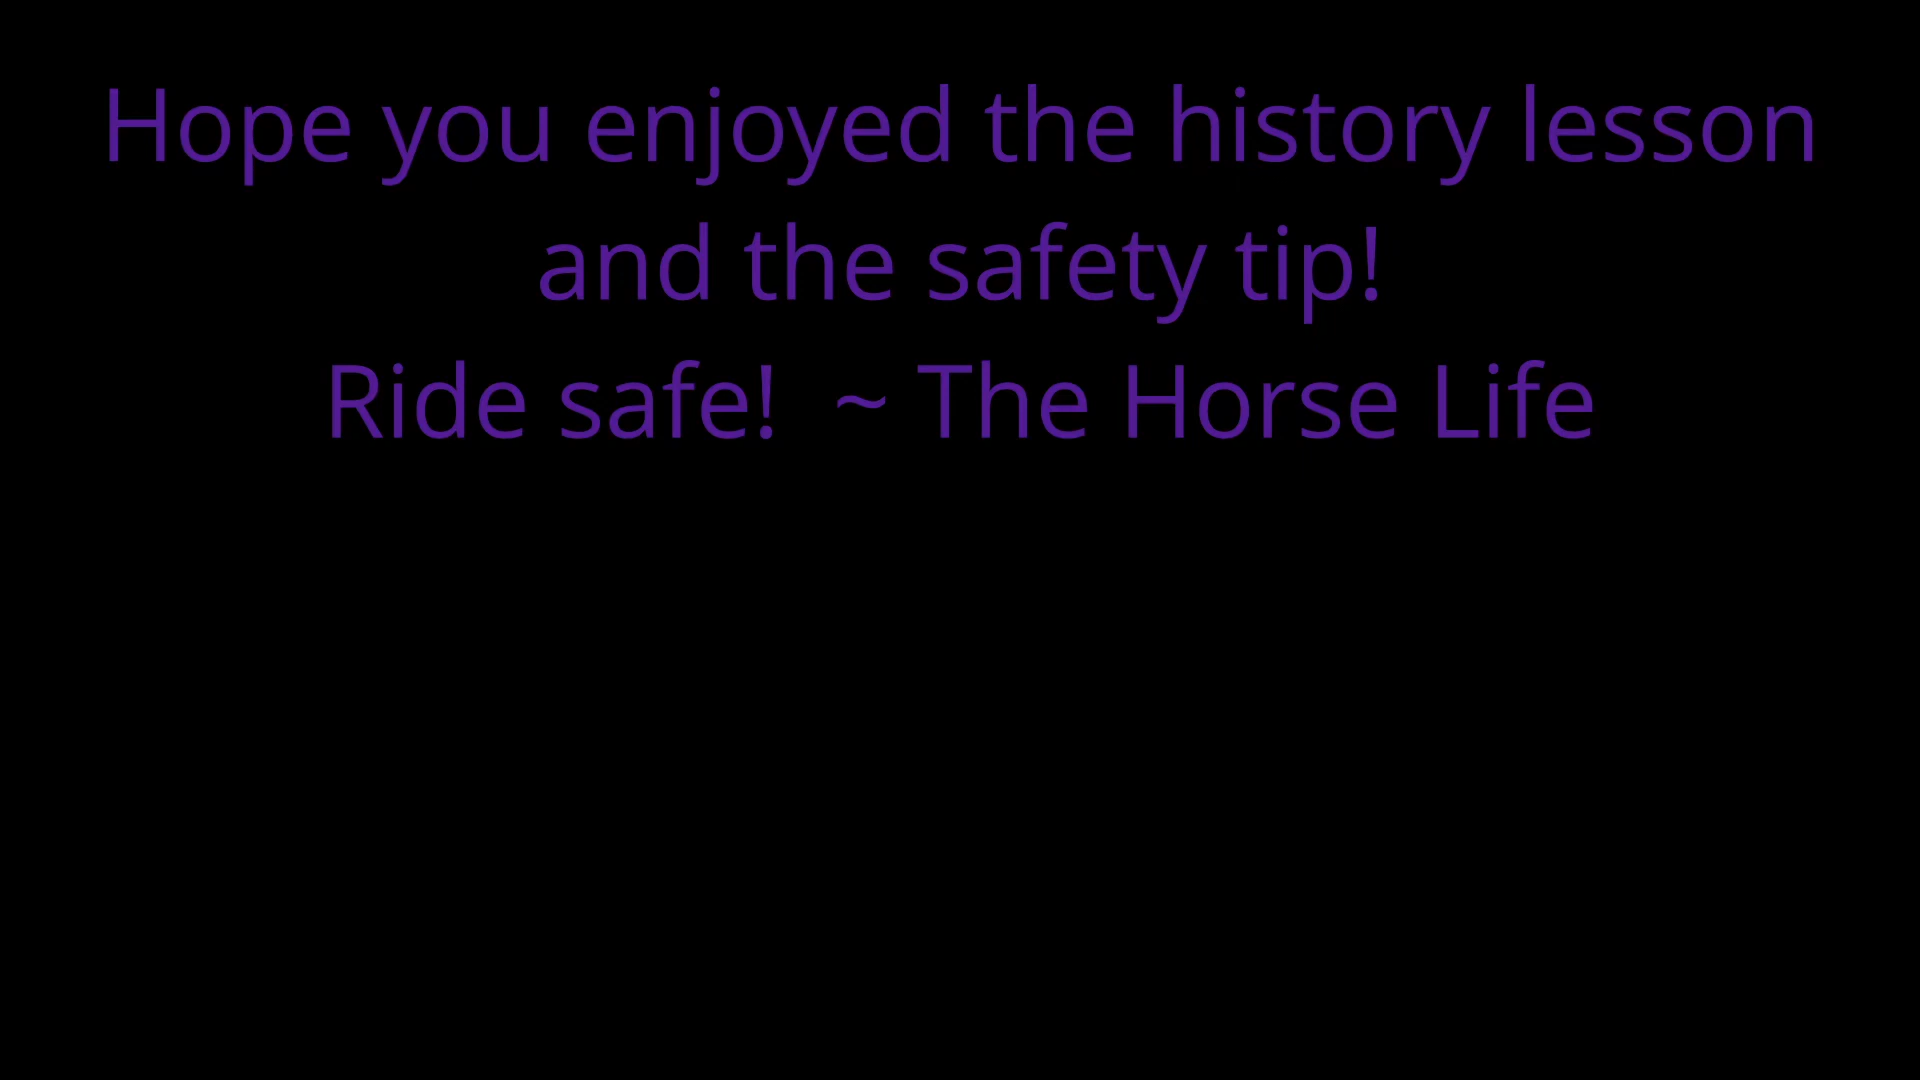 Hope you enjoyed the history lesson
and the safety tip!
Ride safe!  ~ The Horse Life